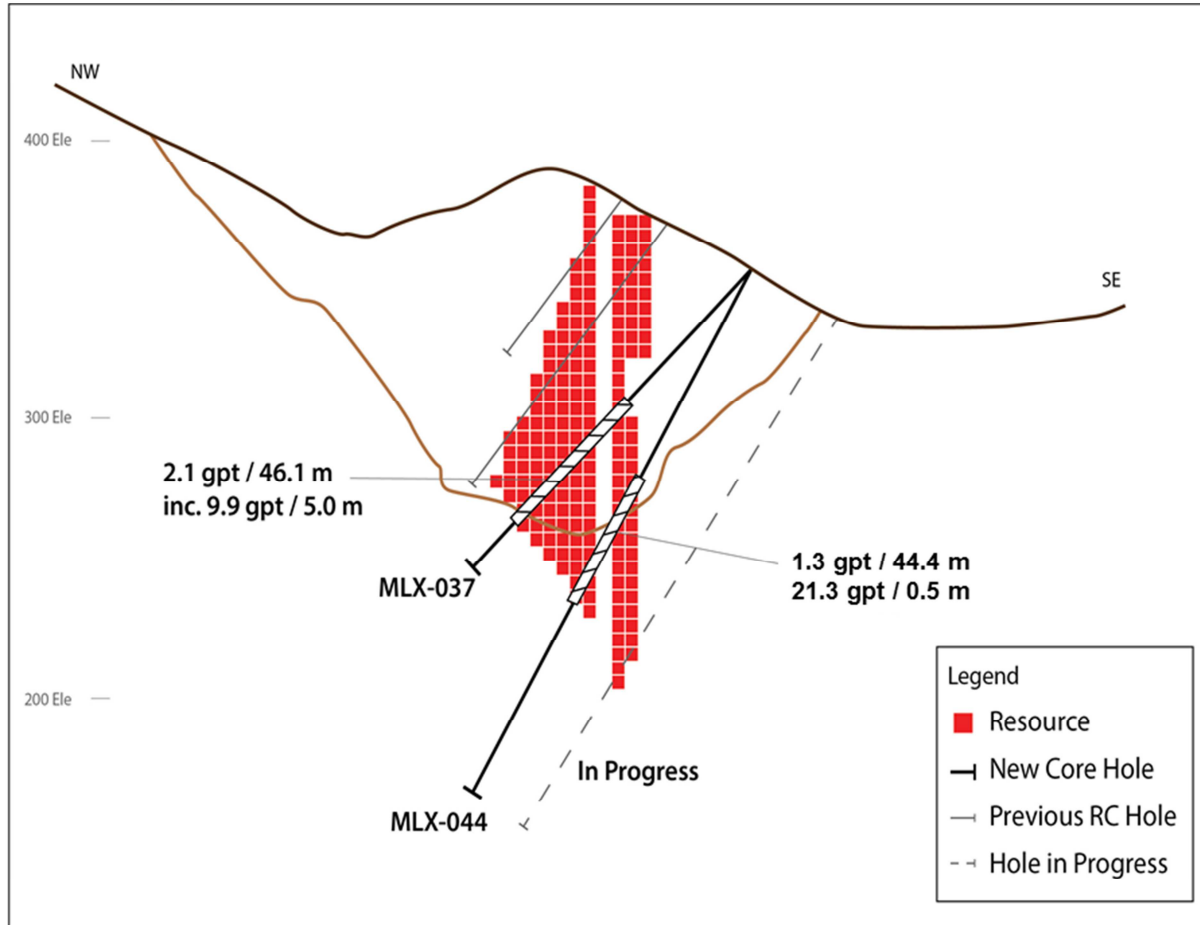 NW
400 Ele
SE
300 Ele
2.1 gpt / 46.1 m
inc. 9.9 gpt / 5.0 m
MLX-037
1.3 gpt / 44.4 m
21.3 gpt / 0.5 m
200 Ele
In Progress
MLX-044
Legend
Resource
New Core Hole
Previous RC Hole
Hole in Progress